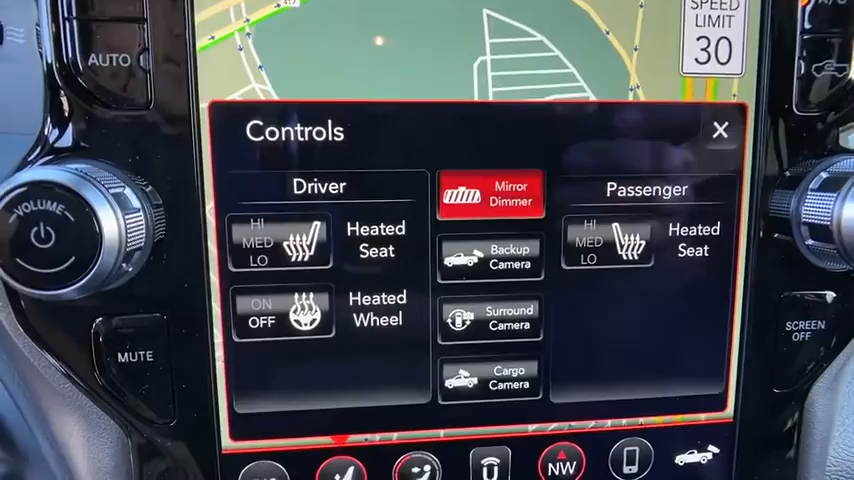 417
SPEED
LIMIT
30
A/C
AUTO
Controls
X
VOLUME
Driver
Mirror
Dimmer
Passenger
HI
MED
LO
Heated
Seat
Backup
Camera
HI
MED
LO
Heated
Seat
ON
OFF
Heated
Wheel
Surround
Camera
SCREEN
OFF
MUTE
Cargo
Camera
NW